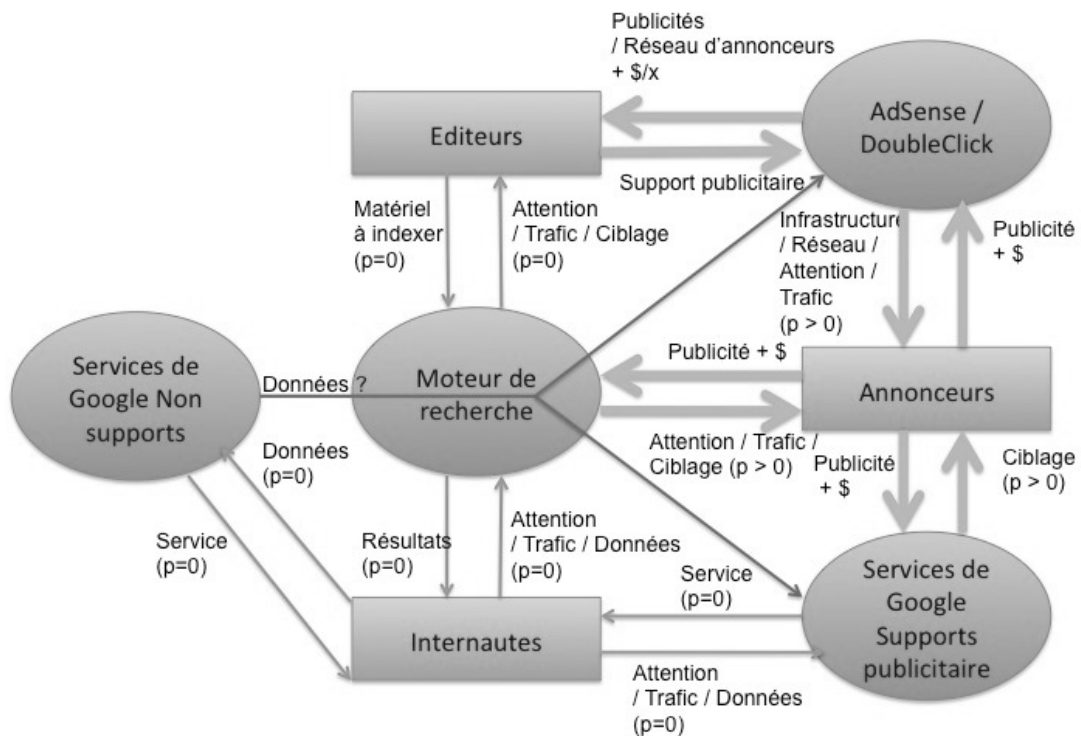 Publicités
/ Réseau d'annonceurs
+ $/x
AdSense /
DoubleClick
Editeurs
Support publicitaire
Matériel
à indexer
(p=0)
Attention
/ Trafic / Ciblage
(p=0)
Infrastructure
/ Réseau /
Attention /
Trafic
(p > 0)
Publicité
+ $
Services de
Google Non
supports
Données ?
Moteur de
recherche
Publicité + $
Annonceurs
Attention / Trafic /
Ciblage (p > 0)
Données
(p=0)
Publicité
+ $
Ciblage
(p > 0)
Service
(p=0)
Résultats
(p=0)
Attention
/ Trafic / Données
(p=0)
Service
(p=0)
Services de
Google
Supports
publicitaire
Internautes
Attention
/ Trafic / Données
(p=0)